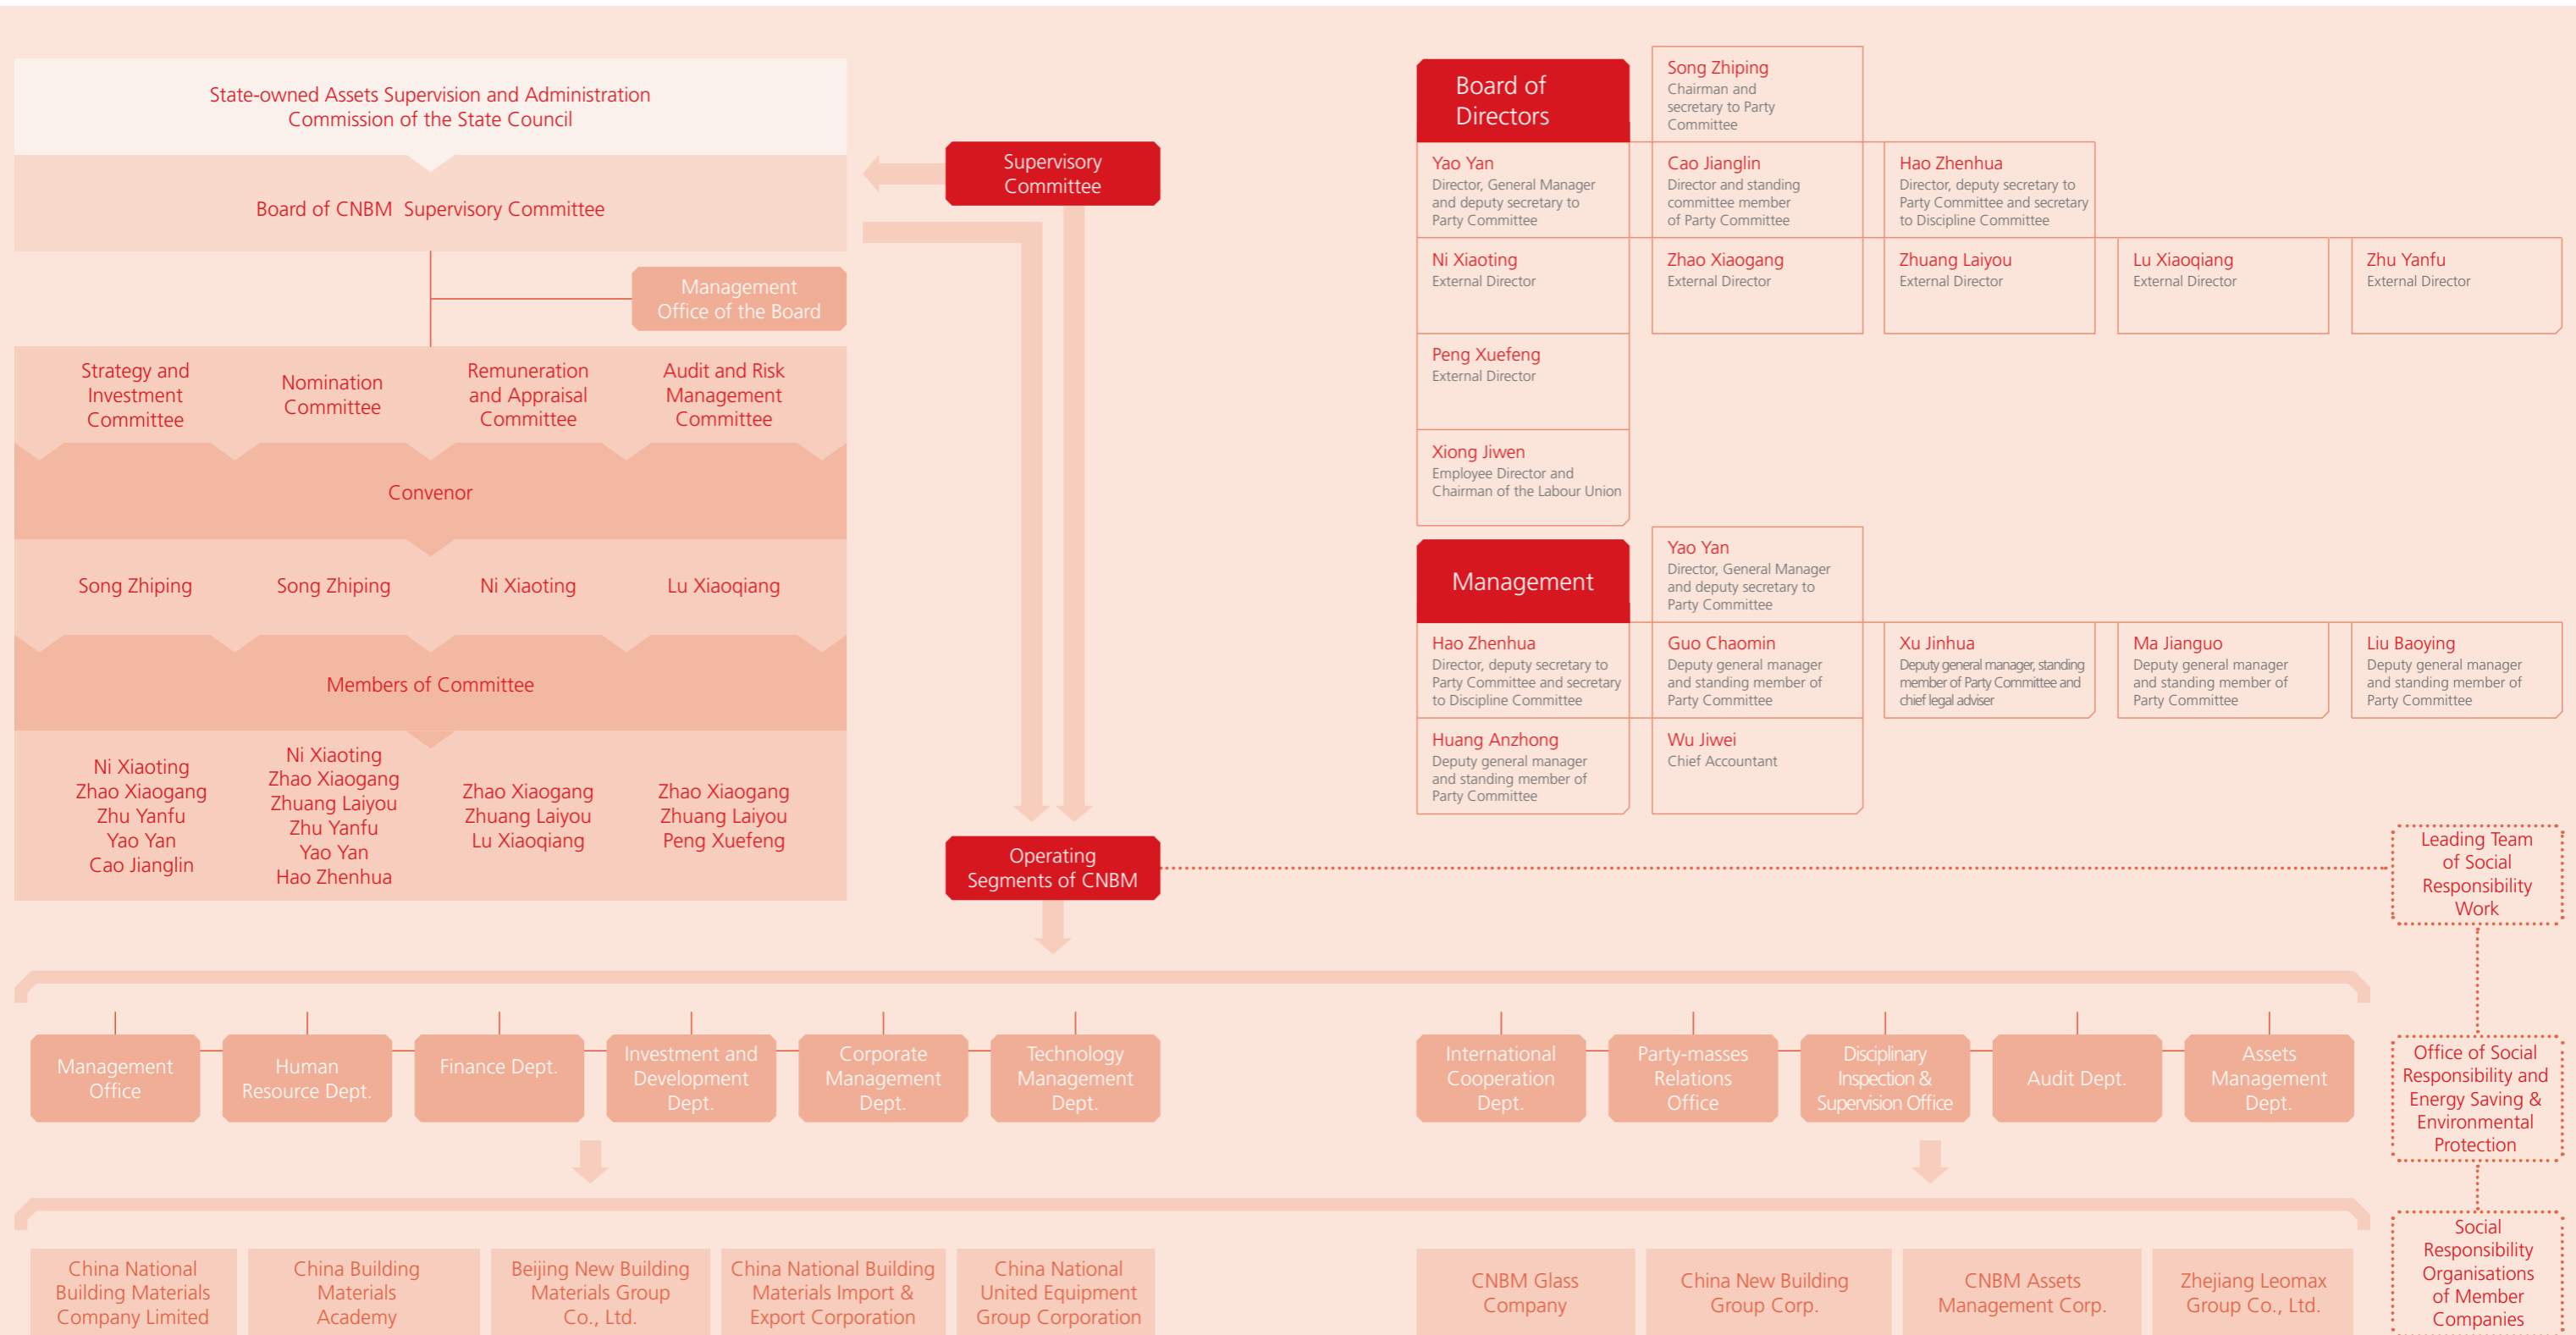 State-owned Assets Supervision and Administration
Commission of the State Council
Board of CNBM Supervisory Committee
Management
Office of the Board
Strategy and
Investment
Committee
Nomination
Committee
Remuneration
and Appraisal
Committee
Audit and Risk
Management
Committee
Convenor
Song Zhiping
Song Zhiping
Ni Xiaoting
Lu Xiaoqiang
Members of Committee
Ni Xiaoting
Zhao Xiaogang
Zhu Yanfu
Yao Yan
Cao Jianglin
Ni Xiaoting
Zhao Xiaogang
Zhuang Laiyou
Zhu Yanfu
Yao Yan
Hao Zhenhua
Zhao Xiaogang
Zhuang Laiyou
Lu Xiaoqiang
Zhao Xiaogang
Zhuang Laiyou
Peng Xuefeng
Supervisory
Committee
Operating
Segments of CNBM
Board of
Directors
Song Zhiping
Chairman and
secretary to Party
Committee
Yao Yan
Director, General Manager
and deputy secretary to
Party Committee
Cao Jianglin
Director and standing
committee member
of Party Committee
Hao Zhenhua
Director, deputy secretary to
Party Committee and secretary
to Discipline Committee
Ni Xiaoting
External Director
Zhao Xiaogang
External Director
Zhuang Laiyou
External Director
Lu Xiaoqiang
External Director
Zhu Yanfu
External Director
Peng Xuefeng
External Director
Xiong Jiwen
Employee Director and
Chairman of the Labour Union
Management
Yao Yan
Director, General Manager
and deputy secretary to
Party Committee
Hao Zhenhua
Director, deputy secretary to
Party Committee and secretary
to Discipline Committee
Guo Chaomin
Deputy general manager
and standing member of
Party Committee
Xu Jinhua
Deputy general manager, standing
member of Party Committee and
chief legal adviser
Ma Jianguo
Deputy general manager
and standing member of
Party Committee
Liu Baoying
Deputy general manager
and standing member of
Party Committee
Huang Anzhong
Deputy general manager
and standing member of
Party Committee
Wu Jiwei
Chief Accountant
Leading Team
of Social
Responsibility
Work
Management
Office
Human
Resource Dept.
Finance Dept.
Investment and
Development
Dept.
Corporate
Management
Dept.
Technology
Management
Dept.
International
Cooperation
Dept.
Party-masses
Relations
Office
Disciplinary
Inspection &
Supervision Office
Audit Dept.
Assets
Management
Dept.
Office of Social
Responsibility and
Energy Saving &
Environmental
Protection
China National
Building Materials
Company Limited
China Building
Materials
Academy
Beijing New Building
Materials Group
Co., Ltd.
China National Building
Materials Import &
Export Corporation
China National
United Equipment
Group Corporation
CNBM Glass
Company
China New Building
Group Corp.
CNBM Assets
Management Corp.
Zhejiang Leomax
Group Co., Ltd.
Social
Responsibility
Organisations
of Member
Companies